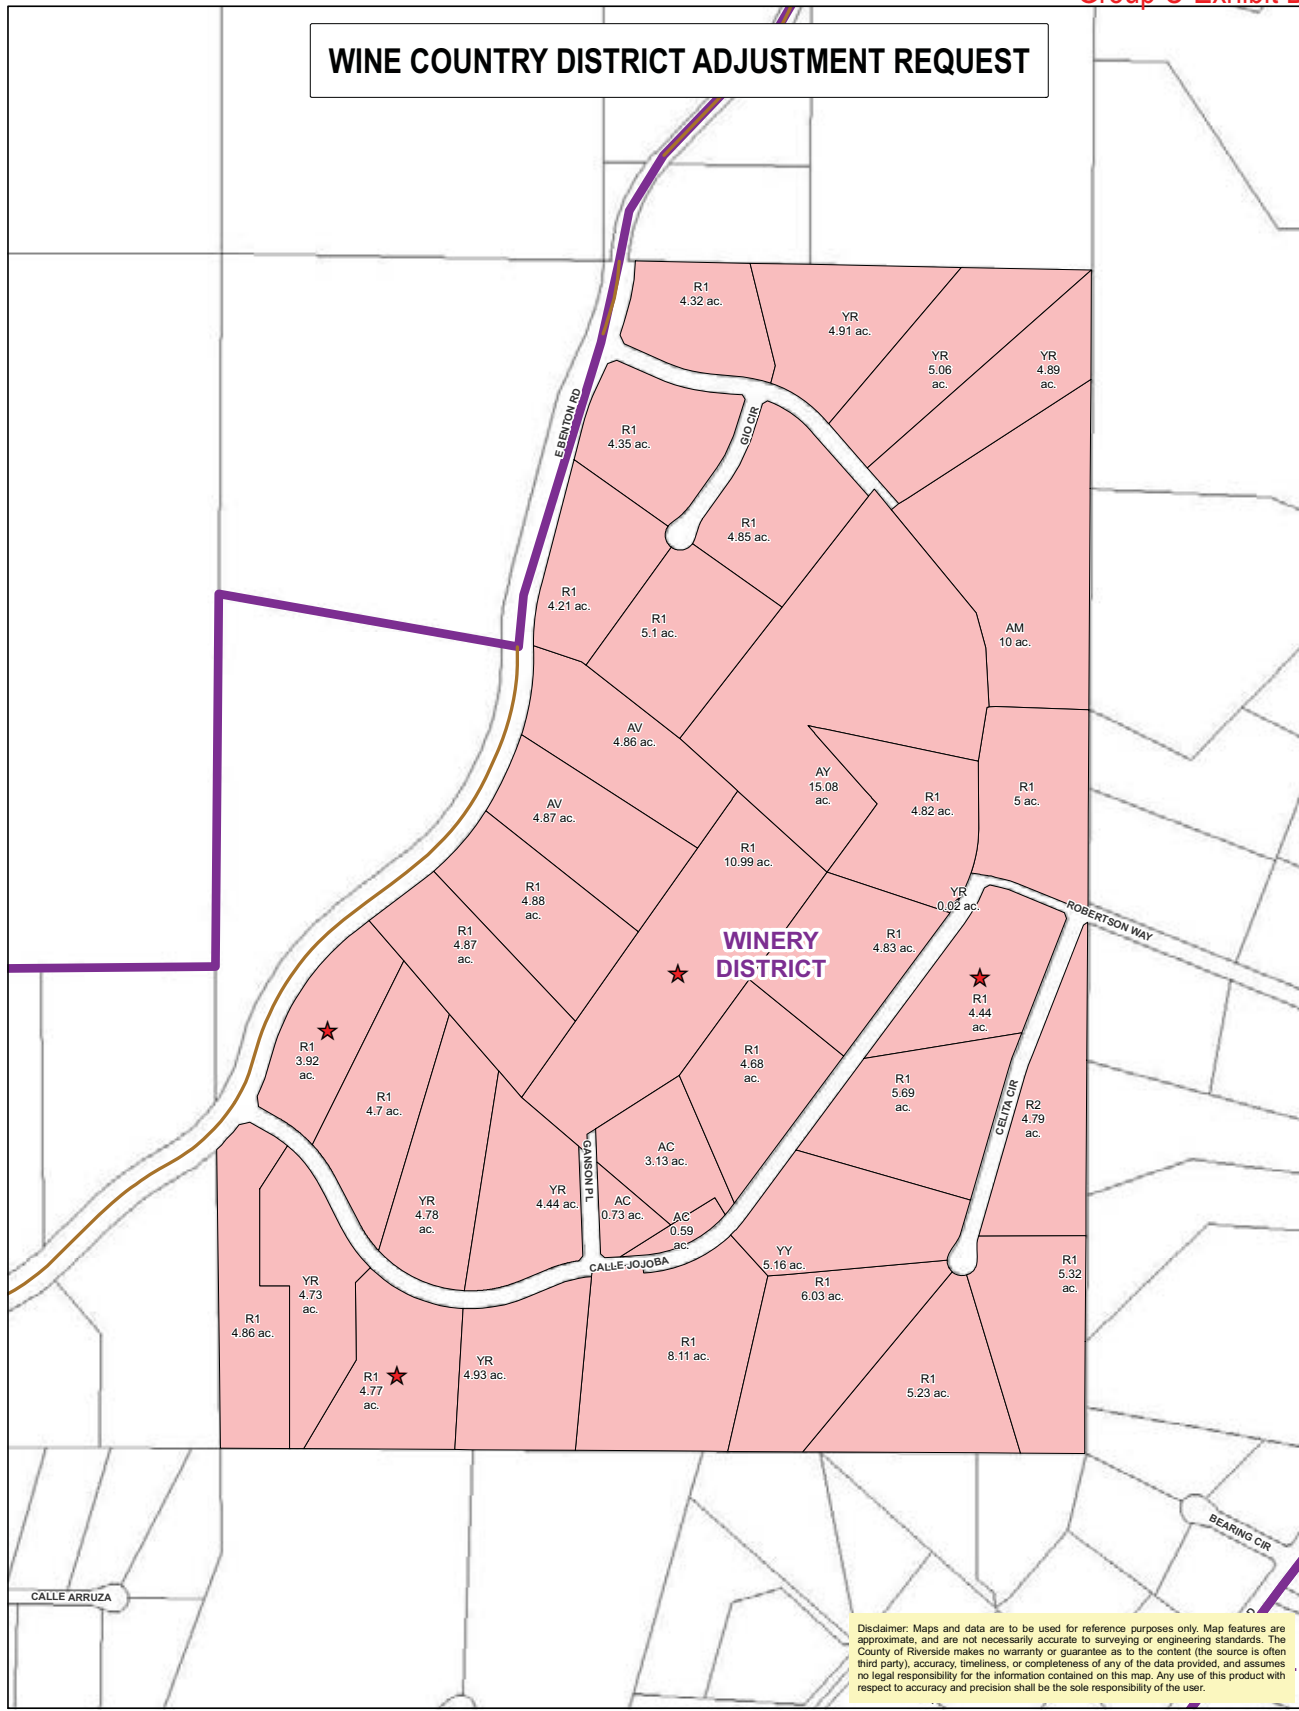 WINE COUNTRY DISTRICT ADJUSTMENT REQUEST
R1
4.32 ac.
YR
4.91 ac.
YR
5.06
ac.
YR
4.89
ac.
E BENTON RD
R1
4.35 ac.
GIO CIR
R1
4.85 ac.
R1
4.21 ac.
R1
5.1 ac.
AM
10 ac.
AV
4.86 ac.
AY
15.08
ac.
R1
4.82 ac.
R1
5 ac.
AV
4.87 ac.
R1
10.99 ac.
R1
4.88
ac.
YR
0.02 ac.
ROBERTSON WAY
R1
4.87
ac.
WINERY
DISTRICT
R1
4.83 ac.
R1
4.44
ac.
R1
3.92
ac.
R1
4.68
ac.
R1
5.69
ac.
CELITA CIR
R2
4.79
ac.
R1
4.7 ac.
GANSON PL
AC
3.13 ac.
YR
4.78
ac.
YR
4.44 ac.
AC
0.73 ac.
AC
0.59
ac.
CALLE JOJOBA
YY
5.16 ac.
R1
6.03 ac.
R1
5.32
ac.
YR
4.73
ac.
R1
4.86 ac.
R1
8.11 ac.
YR
4.93 ac.
R1
4.77
ac.
R1
5.23 ac.
BEARING CIR
CALLE ARRUZA
Disclaimer: Maps and data are to be used for reference purposes only. Map features are
approximate, and are not necessarily accurate to surveying or engineering standards. The
County of Riverside makes no warranty or guarantee as to the content (the source is often
third party), accuracy, timeliness, or completeness of any of the data provided, and assumes
no legal responsibility for the information contained on this map. Any use of this product with
respect to accuracy and precision shall be the sole responsibility of the user.